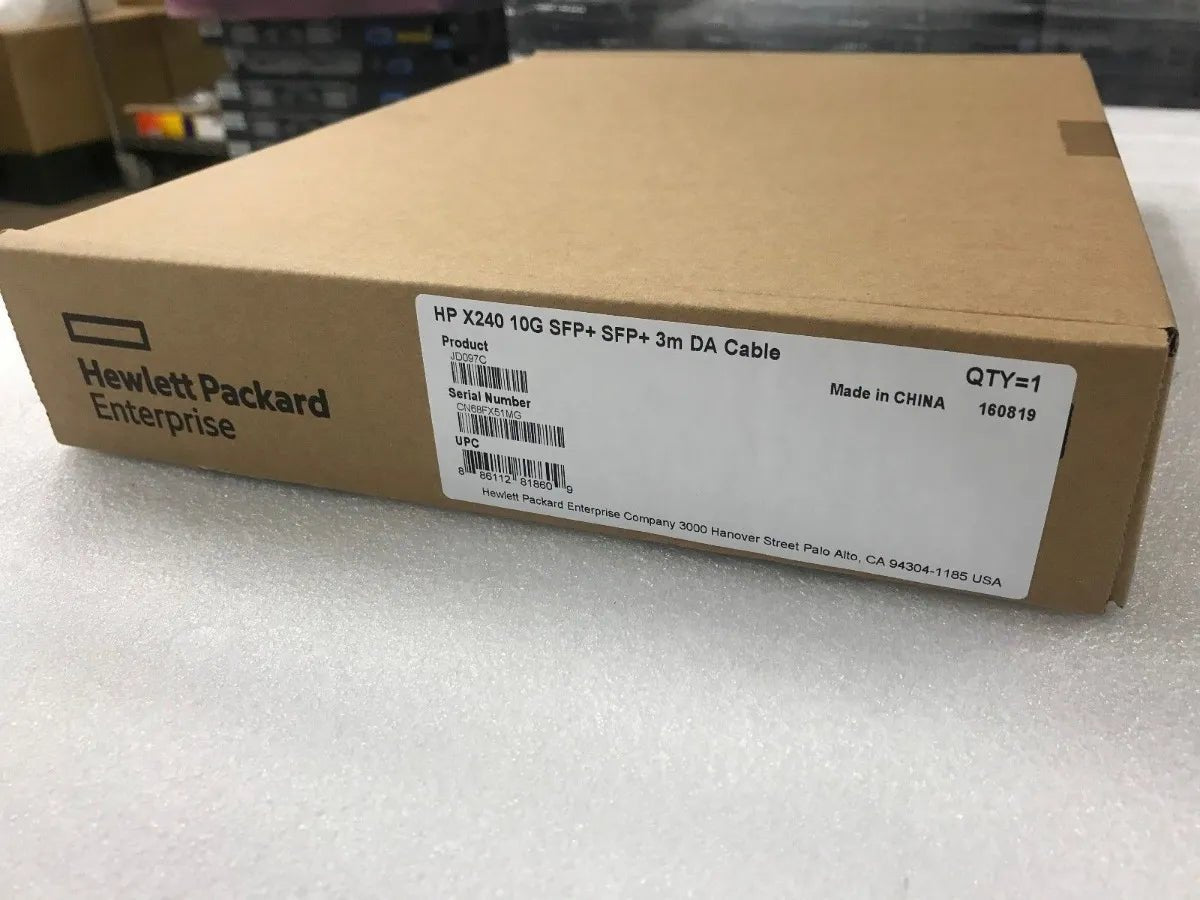 Hewlett Packard
Enterprise
HP X240 10G SFP+ SFP+ 3m DA Cable
QTY=1
Product
JD097C
Made in CHINA 160819
Serial Number
CN68FX51MG
UPC
8 86112 81860 9
Hewlett Packard Enterprise Company 3000 Hanover Street Palo Alto, CA 94304-1185 USA